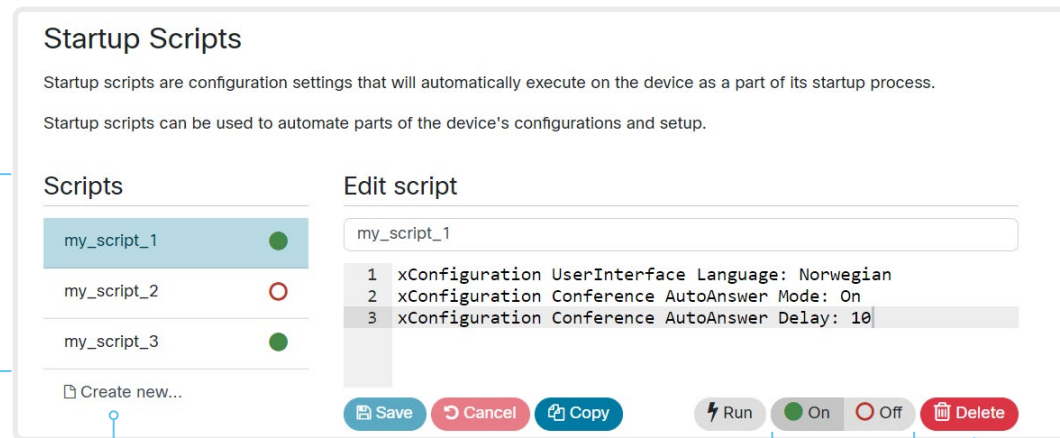 Startup Scripts
Startup scripts are configuration settings that will automatically execute on the device as a part of its startup process.
Startup scripts can be used to automate parts of the device's configurations and setup.
Scripts
my_script_1
my_script_2
my_script_3
Create new...
Edit script
my_script_1
1 xConfiguration UserInterface Language: Norwegian
2 xConfiguration Conference AutoAnswer Mode: On
3 xConfiguration Conference AutoAnswer Delay: 10
Save Cancel Copy Run On Off Delete